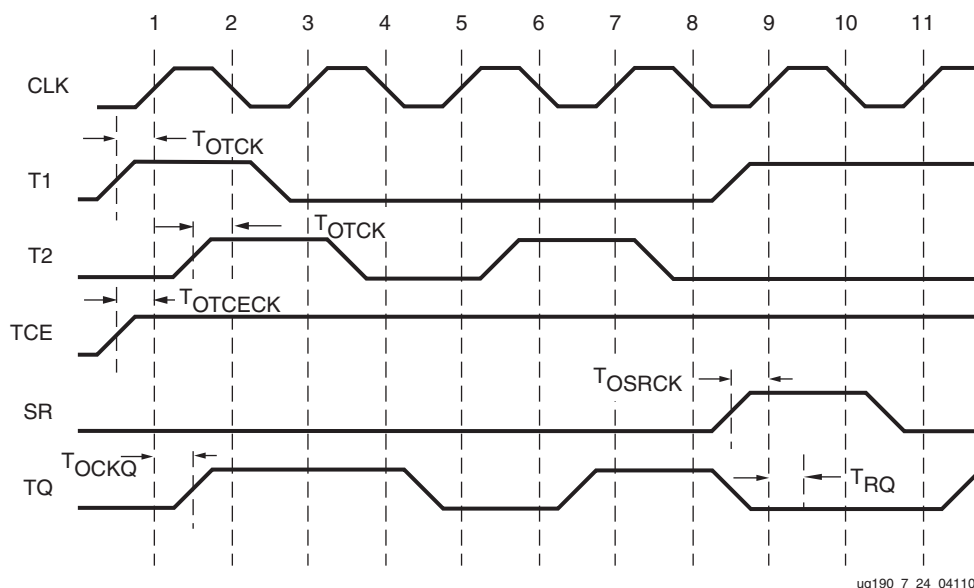 1 2 3 4 5 6 7 8 9 10 11
CLK
TOTCK
T1
TOTCK
T2
TOTCECK
TCE
TOSRCK
SR
TOCKQ
TQ
TRQ
ug190_7_24_04110